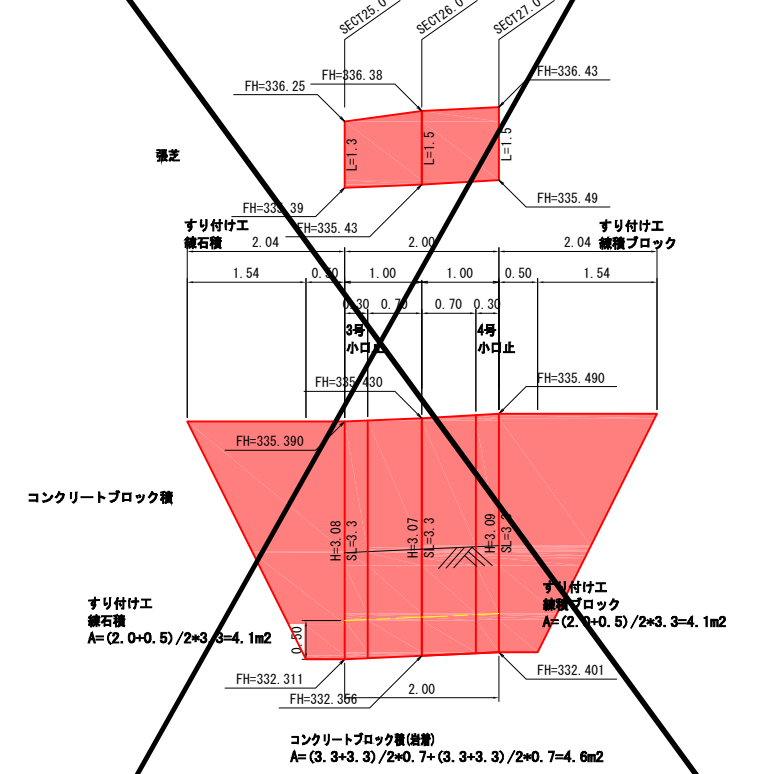 SECT25.0
SECT26.0
SECT27.0
FH=336.38
FH=336.43
FH=336.25
L=1.3
L=1.5
L=1.5
張芝
FH=335.39
FH=335.49
FH=335.43
すり付け工
練石積
すり付け工
練積ブロック
2.04
2.00
2.04
1.54
0.50
1.00
1.00
0.50
1.54
0.30
0.70
0.70
0.30
3号
小口止
4号
小口止
FH=335.430
FH=335.490
FH=335.390
コンクリートブロック積
H=3.08
SL=3.3
H=3.07
SL=3.3
H=3.09
SL=3.3
すり付け工
練石積
A=(2.0+0.5)/2*3.3=4.1m2
すり付け工
練積ブロック
A=(2.0+0.5)/2*3.3=4.1m2
0.50
FH=332.311
FH=332.356
2.00
FH=332.401
コンクリートブロック積(岩着)
A=(3.3+3.3)/2*0.7+(3.3+3.3)/2*0.7=4.6m2